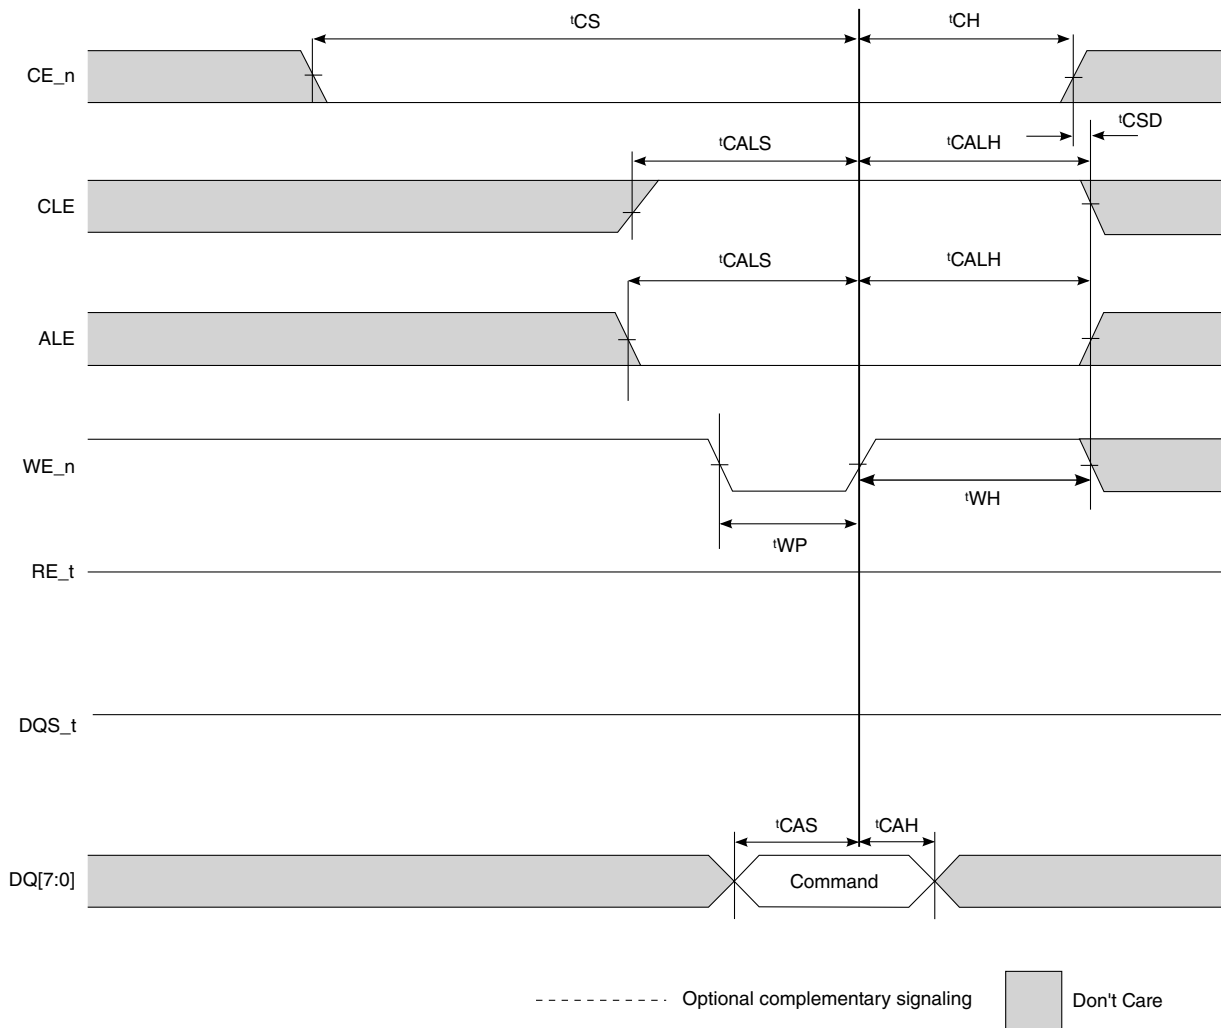 tCS
tCH
CE_n
tCSD
tCALS
tCALH
CLE
tCALS
tCALH
ALE
WE_n
tWH
tWP
RE_t
DQS_t
tCAS
tCAH
DQ[7:0]
Command
Optional complementary signaling
Don't Care